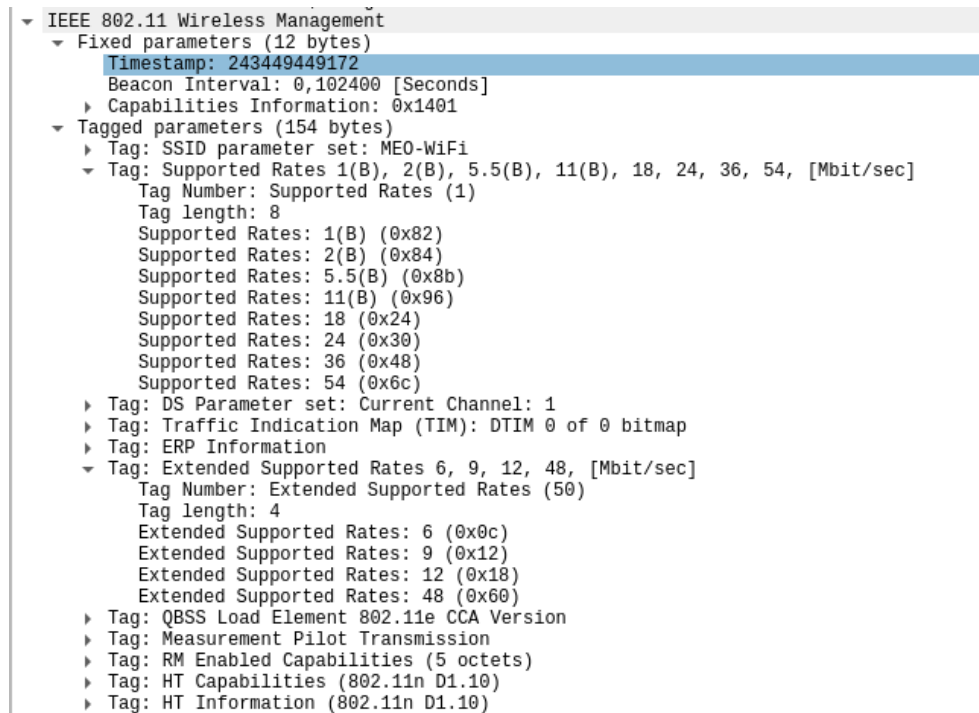 IEEE 802.11 Wireless Management
Fixed parameters (12 bytes)
Timestamp: 243449449172
Beacon Interval: 0,102400 [Seconds]
Capabilities Information: 0x1401
Tagged parameters (154 bytes)
Tag: SSID parameter set: MEO-WiFi
Tag: Supported Rates 1(B), 2(B), 5.5(B), 11(B), 18, 24, 36, 54, [Mbit/sec]
Tag Number: Supported Rates (1)
Tag length: 8
Supported Rates: 1(B) (0x82)
Supported Rates: 2(B) (0x84)
Supported Rates: 5.5(B) (0x8b)
Supported Rates: 11(B) (0x96)
Supported Rates: 18 (0x24)
Supported Rates: 24 (0x30)
Supported Rates: 36 (0x48)
Supported Rates: 54 (0x6c)
Tag: DS Parameter set: Current Channel: 1
Tag: Traffic Indication Map (TIM): DTIM 0 of 0 bitmap
Tag: ERP Information
Tag: Extended Supported Rates 6, 9, 12, 48, [Mbit/sec]
Tag Number: Extended Supported Rates (50)
Tag length: 4
Extended Supported Rates: 6 (0x0c)
Extended Supported Rates: 9 (0x12)
Extended Supported Rates: 12 (0x18)
Extended Supported Rates: 48 (0x60)
Tag: QBSS Load Element 802.11e CCA Version
Tag: Measurement Pilot Transmission
Tag: RM Enabled Capabilities (5 octets)
Tag: HT Capabilities (802.11n D1.10)
Tag: HT Information (802.11n D1.10)